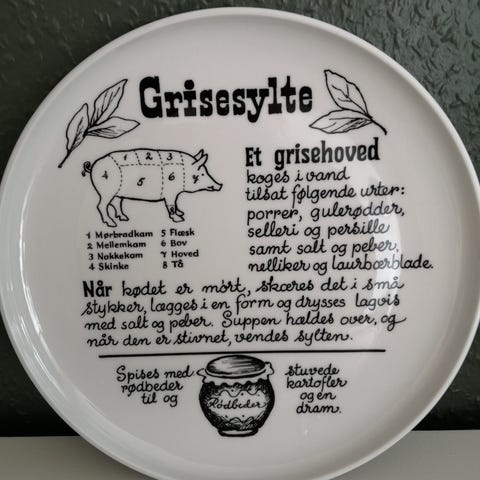 Grisesylte
1 2 3
4 5 6 7
8
1 Mørbradkam 5 Flæsk
2 Mellemkam 6 Bov
3 Nakkekam 7 Hoved
4 Skinke 8 Tå
Et grisehoved
koges i vand
tilsat følgende urter:
porrer, gulerødder,
selleri og persille
samt salt og peber,
nelliker og laurbærblade.
Når kødet er mørt, skæres det i små
stykker, lægges i en form og drysses lagvis
med salt og peber. Suppen hældes over, og
når den er stivnet, vendes sylten.
Spises med
rødbeder
til og
Rødbeder
stuvede
kartofler
og en
dram.